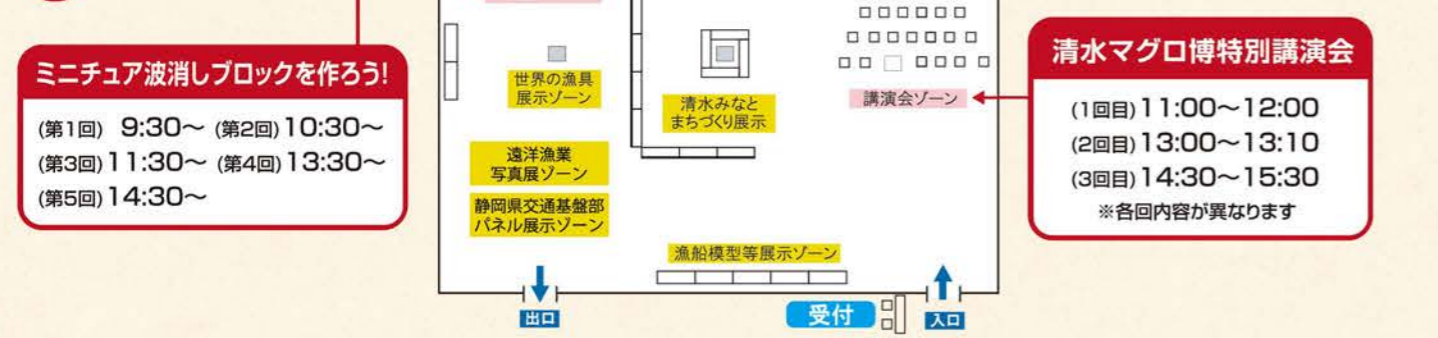 ミニチュア波消しブロックを作ろう!
(第1回) 9:30〜 (第2回) 10:30〜
(第3回) 11:30〜 (第4回) 13:30〜
(第5回) 14:30〜
世界の漁具
展示ゾーン
清水みなと
まちづくり展示
講演会ゾーン
遠洋漁業
写真展ゾーン
静岡県交通基盤部
パネル展示ゾーン
漁船模型等展示ゾーン
出口
受付
入口
清水マグロ博特別講演会
(1回目) 11:00〜12:00
(2回目) 13:00〜13:10
(3回目) 14:30〜15:30
※各回内容が異なります